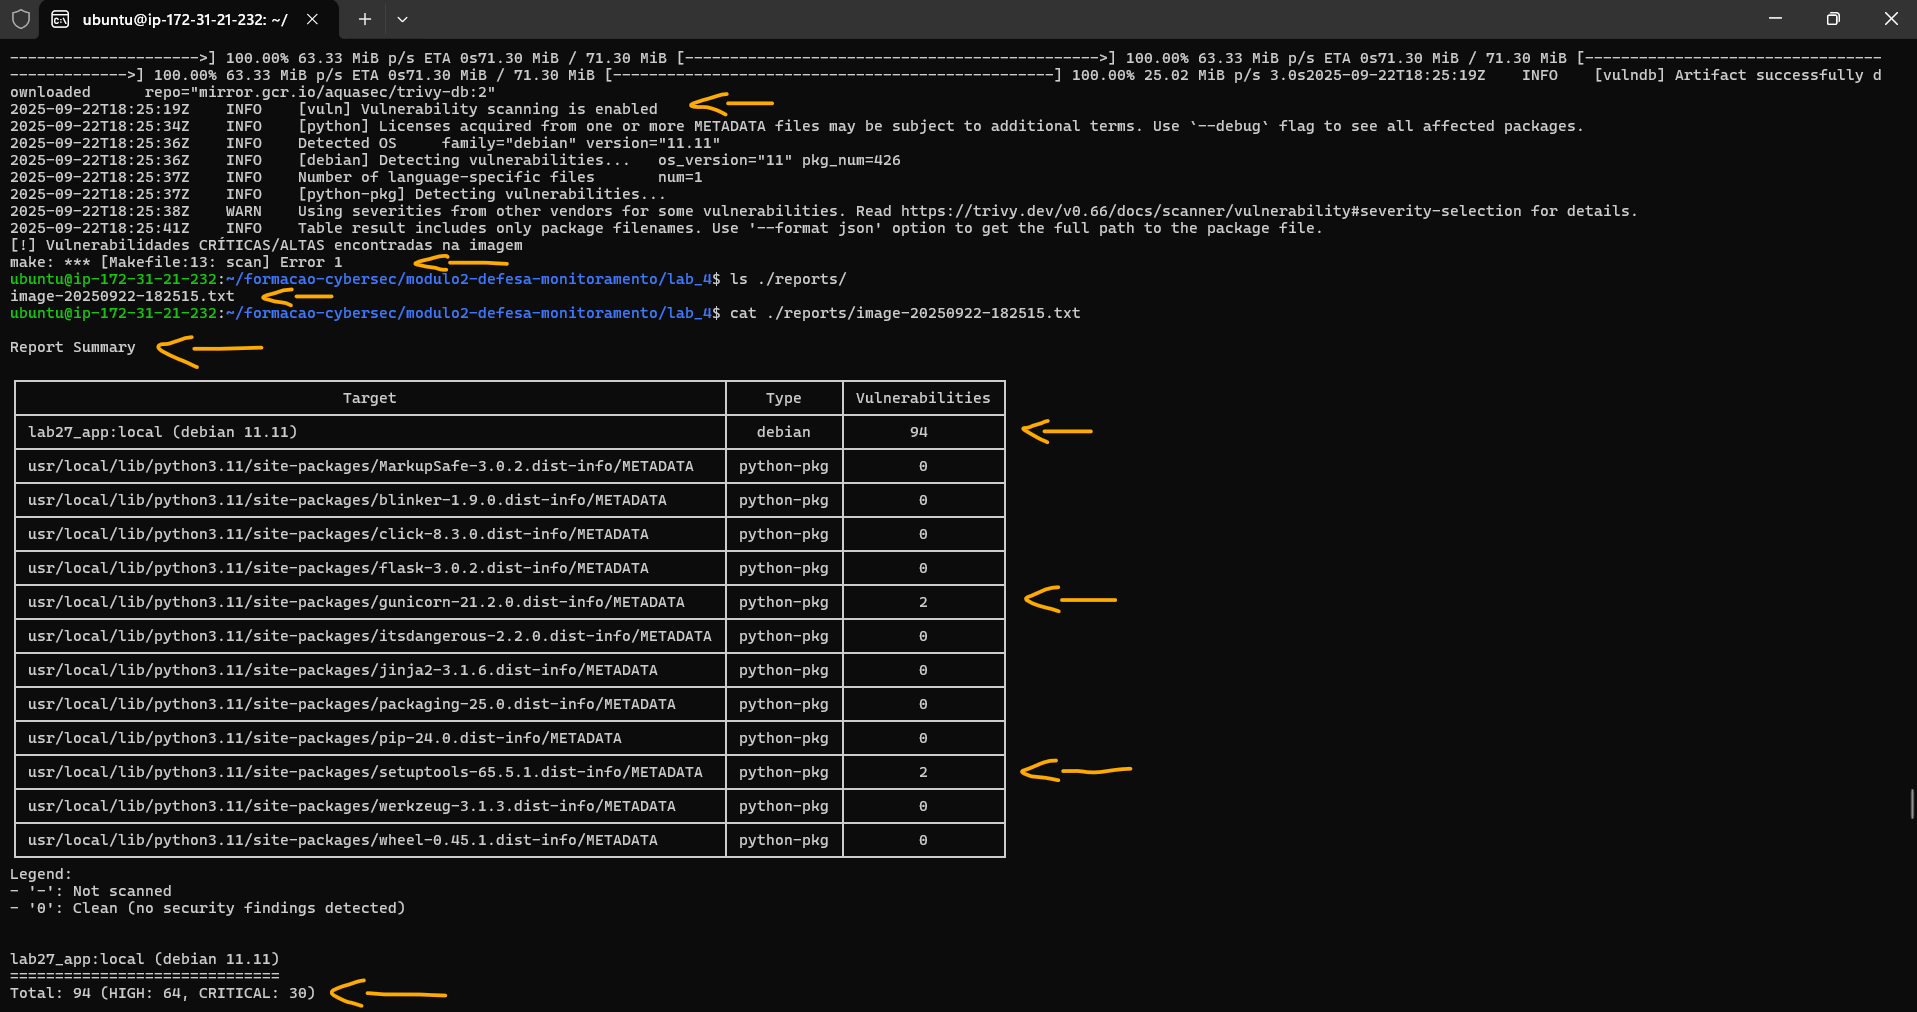 ubuntu@ip-172-31-21-232: ~/
--------------------->] 100.00% 63.33 MiB p/s ETA 0s71.30 MiB / 71.30 MiB [---------------------------------------------->] 100.00% 63.33 MiB p/s ETA 0s71.30 MiB / 71.30 MiB [---------------------------------
------------->] 100.00% 63.33 MiB p/s ETA 0s71.30 MiB / 71.30 MiB [-------------------------------------------------] 100.00% 25.02 MiB p/s 3.0s2025-09-22T18:25:19Z    INFO    [vulndb] Artifact successfully d
ownloaded      repo="mirror.gcr.io/aquasec/trivy-db:2"
2025-09-22T18:25:19Z    INFO    [vuln] Vulnerability scanning is enabled
2025-09-22T18:25:34Z    INFO    [python] Licenses acquired from one or more METADATA files may be subject to additional terms. Use `--debug` flag to see all affected packages.
2025-09-22T18:25:36Z    INFO    Detected OS     family="debian" version="11.11"
2025-09-22T18:25:36Z    INFO    [debian] Detecting vulnerabilities...   os_version="11" pkg_num=426
2025-09-22T18:25:37Z    INFO    Number of language-specific files       num=1
2025-09-22T18:25:37Z    INFO    [python-pkg] Detecting vulnerabilities...
2025-09-22T18:25:38Z    WARN    Using severities from other vendors for some vulnerabilities. Read https://trivy.dev/v0.66/docs/scanner/vulnerability#severity-selection for details.
2025-09-22T18:25:41Z    INFO    Table result includes only package filenames. Use '--format json' option to get the full path to the package file.
[!] Vulnerabilidades CRÍTICAS/ALTAS encontradas na imagem
make: *** [Makefile:13: scan] Error 1
ubuntu@ip-172-31-21-232:~/formacao-cybersec/modulo2-defesa-monitoramento/lab_4$ ls ./reports/
image-20250922-182515.txt
ubuntu@ip-172-31-21-232:~/formacao-cybersec/modulo2-defesa-monitoramento/lab_4$ cat ./reports/image-20250922-182515.txt
Report Summary
Target Type Vulnerabilities
lab27_app:local (debian 11.11) debian 94
usr/local/lib/python3.11/site-packages/MarkupSafe-3.0.2.dist-info/METADATA python-pkg 0
usr/local/lib/python3.11/site-packages/blinker-1.9.0.dist-info/METADATA python-pkg 0
usr/local/lib/python3.11/site-packages/click-8.3.0.dist-info/METADATA python-pkg 0
usr/local/lib/python3.11/site-packages/flask-3.0.2.dist-info/METADATA python-pkg 0
usr/local/lib/python3.11/site-packages/gunicorn-21.2.0.dist-info/METADATA python-pkg 2
usr/local/lib/python3.11/site-packages/itsdangerous-2.2.0.dist-info/METADATA python-pkg 0
usr/local/lib/python3.11/site-packages/jinja2-3.1.6.dist-info/METADATA python-pkg 0
usr/local/lib/python3.11/site-packages/packaging-25.0.dist-info/METADATA python-pkg 0
usr/local/lib/python3.11/site-packages/pip-24.0.dist-info/METADATA python-pkg 0
usr/local/lib/python3.11/site-packages/setuptools-65.5.1.dist-info/METADATA python-pkg 2
usr/local/lib/python3.11/site-packages/werkzeug-3.1.3.dist-info/METADATA python-pkg 0
usr/local/lib/python3.11/site-packages/wheel-0.45.1.dist-info/METADATA python-pkg 0
Legend:
- '-': Not scanned
- '0': Clean (no security findings detected)
lab27_app:local (debian 11.11)
==============================
Total: 94 (HIGH: 64, CRITICAL: 30)